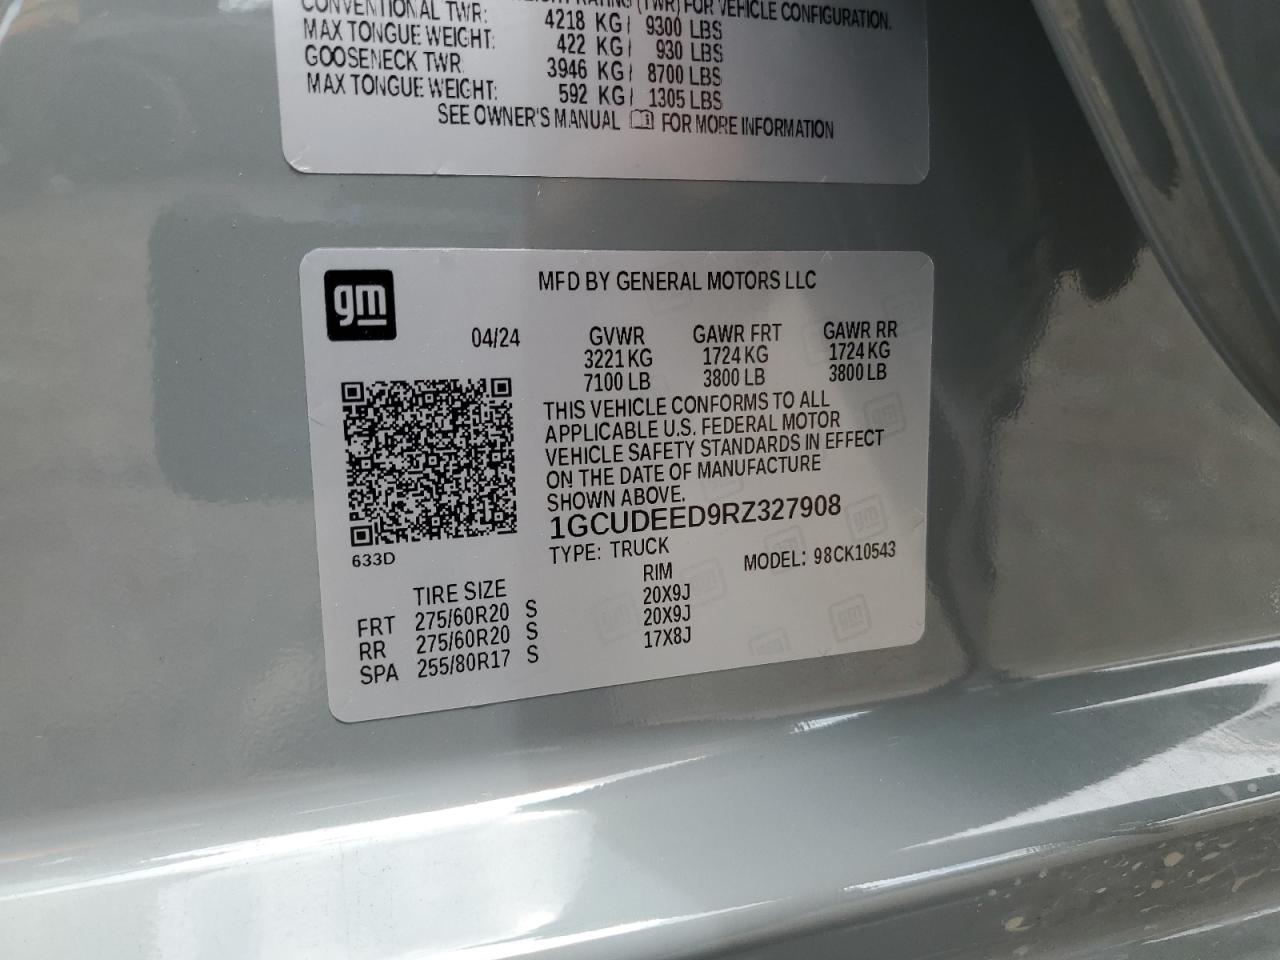 RATING (TWR) FOR VEHICLE CONFIGURATION.
CONVENTIONAL TWR: 4218 KG/ 9300 LBS
MAX TONGUE WEIGHT: 422 KG/ 930 LBS
GOOSENECK TWR 3946 KG/ 8700 LBS
MAX TONGUE WEIGHT: 592 KG/ 1305 LBS
SEE OWNER'S MANUAL FOR MORE INFORMATION
gm
MFD BY GENERAL MOTORS LLC
04/24 GVWR GAWR FRT GAWR RR
3221 KG 1724 KG 1724 KG
7100 LB 3800 LB 3800 LB
THIS VEHICLE CONFORMS TO ALL
APPLICABLE U.S. FEDERAL MOTOR
VEHICLE SAFETY STANDARDS IN EFFECT
ON THE DATE OF MANUFACTURE
SHOWN ABOVE.
1GCUDEED9RZ327908
633D
TYPE: TRUCK MODEL: 98CK10543
TIRE SIZE RIM
FRT 275/60R20 S 20X9J
RR 275/60R20 S 20X9J
SPA 255/80R17 S 17X8J